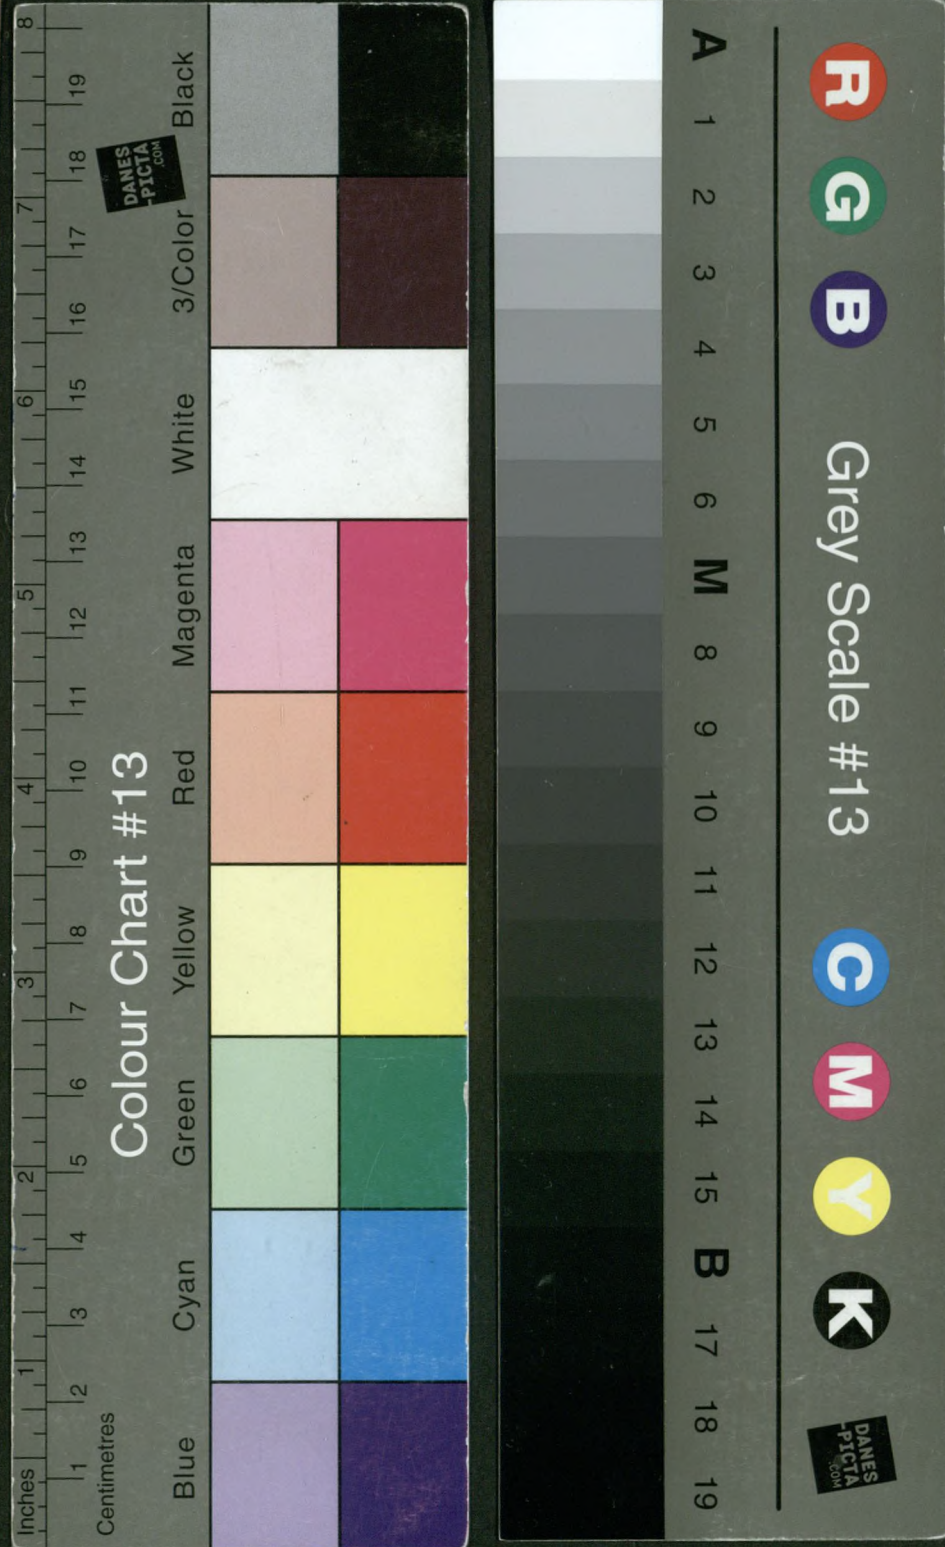 Inches 1 2 3 4 5 6 7 8
1 2 3 4 5 6 7 8 9 10 11 12 13 14 15 16 17 18 19
Centimetres
Colour Chart #13
DANES
-PICTA
.COM
Blue Cyan Green Yellow Red Magenta White 3/Color Black
R G B Grey Scale #13 C M Y K
DANES
-PICTA
.COM
A 1 2 3 4 5 6 M 8 9 10 11 12 13 14 15 B 17 18 19